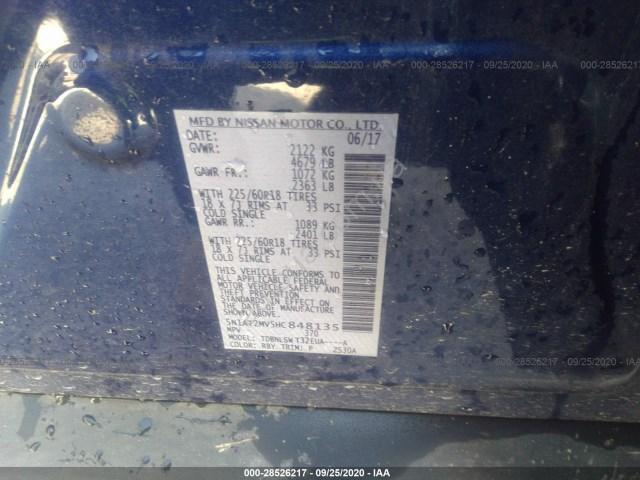 000-28526217 - 09/25/2020 - IAA
MFD BY NISSAN MOTOR CO., LTD.
DATE: 06/17
GVWR: 2122 KG
4679 LB
GAWR FR.: 1072 KG
2363 LB
WITH 225/60R18 TIRES
18 X 7J RIMS AT 33 PSI
COLD SINGLE
GAWR RR.: 1089 KG
2401 LB
WITH 225/60R18 TIRES
18 X 7J RIMS AT 33 PSI
COLD SINGLE
THIS VEHICLE CONFORMS TO
ALL APPLICABLE FEDERAL
MOTOR VEHICLE SAFETY AND
STANDARDS IN EFFECT ON
THE DATE OF MANUFACTURE
SHOWN ABOVE.
5N1AT2MV5HC848135
MPV 370
MODEL: TDBNLSW T32EUA----A
COLOR: RBY TRIM: P 2530A
000-28526217 - 09/25/2020 - IAA